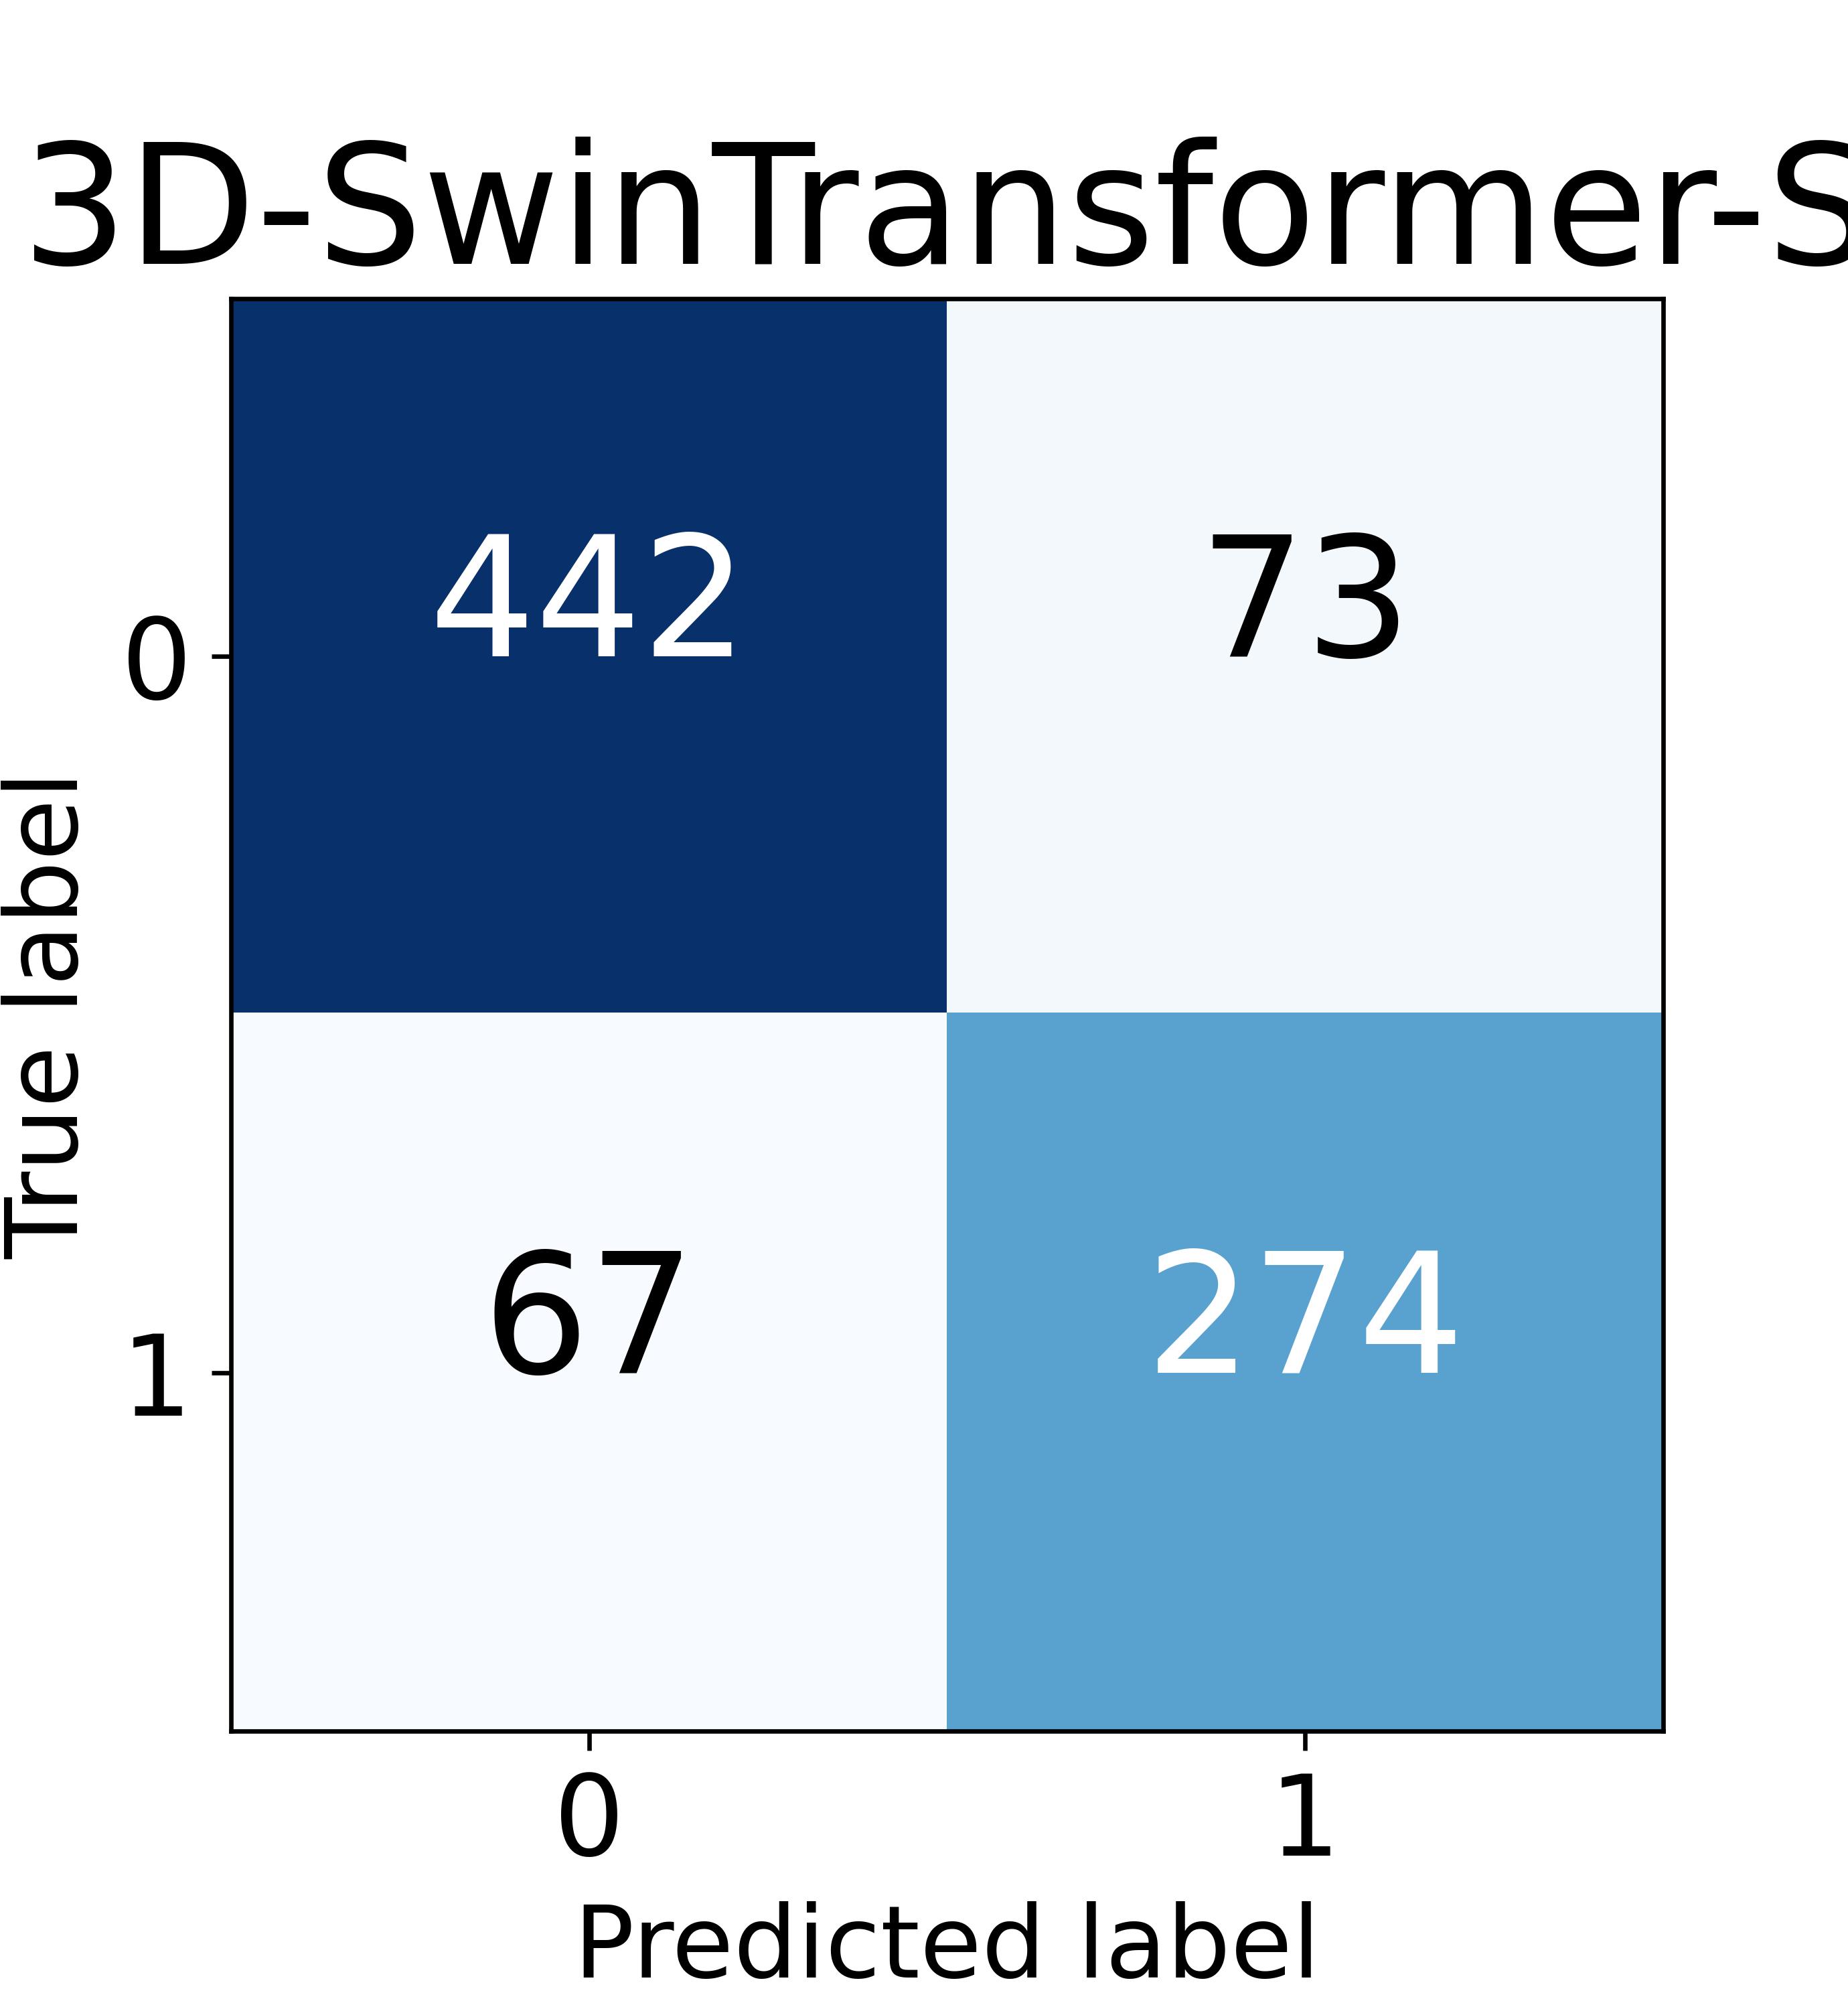 3D-SwinTransformer-S
442 73
0
67 274
1
True label
0 1
Predicted label